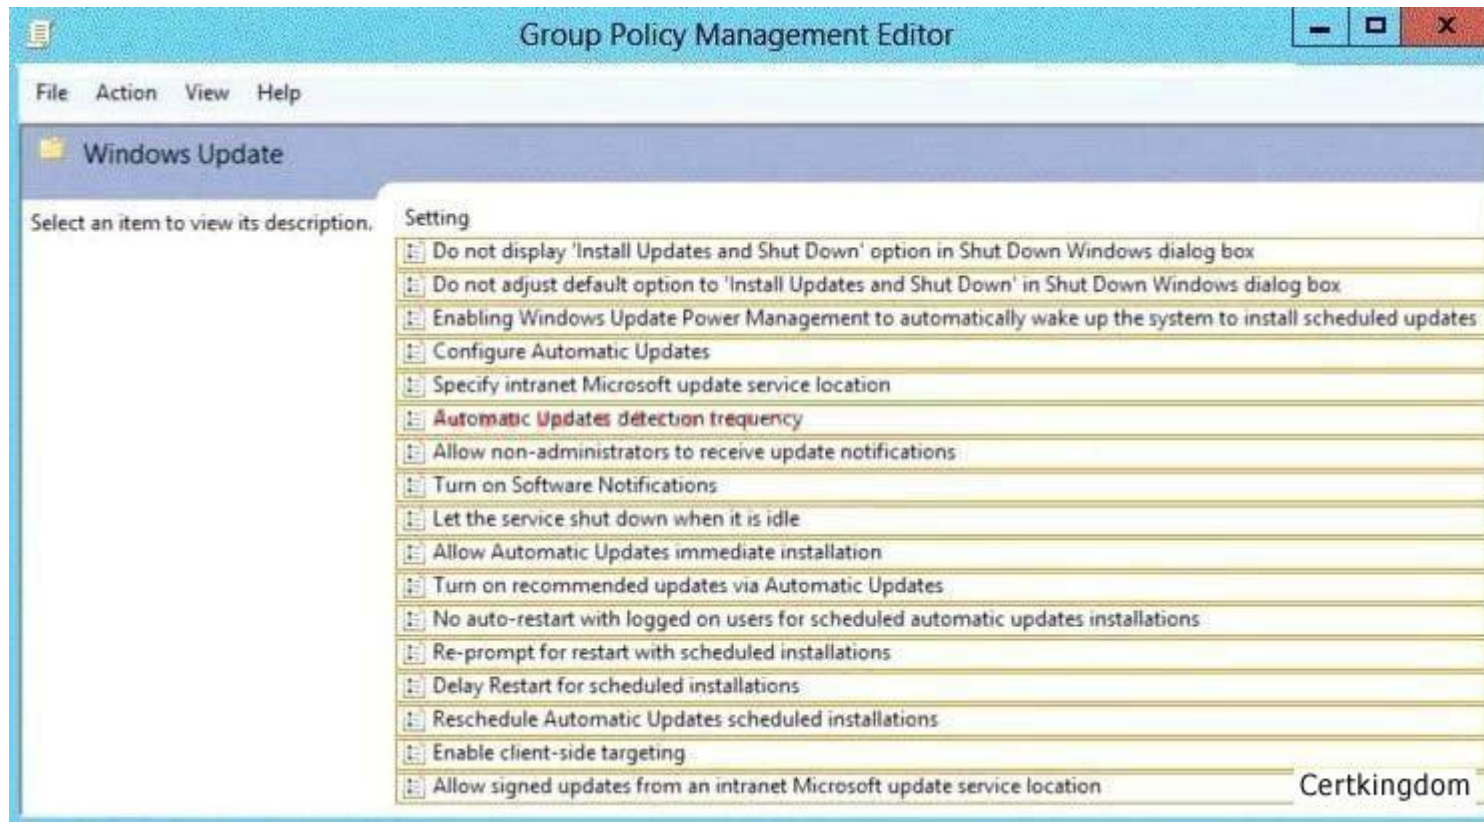 Group Policy Management Editor
File Action View Help
Windows Update
Select an item to view its description.
Setting
Do not display 'Install Updates and Shut Down' option in Shut Down Windows dialog box
Do not adjust default option to 'Install Updates and Shut Down' in Shut Down Windows dialog box
Enabling Windows Update Power Management to automatically wake up the system to install scheduled updates
Configure Automatic Updates
Specify intranet Microsoft update service location
Automatic Updates detection frequency
Allow non-administrators to receive update notifications
Turn on Software Notifications
Let the service shut down when it is idle
Allow Automatic Updates immediate installation
Turn on recommended updates via Automatic Updates
No auto-restart with logged on users for scheduled automatic updates installations
Re-prompt for restart with scheduled installations
Delay Restart for scheduled installations
Reschedule Automatic Updates scheduled installations
Enable client-side targeting
Allow signed updates from an intranet Microsoft update service location
Certkingdom